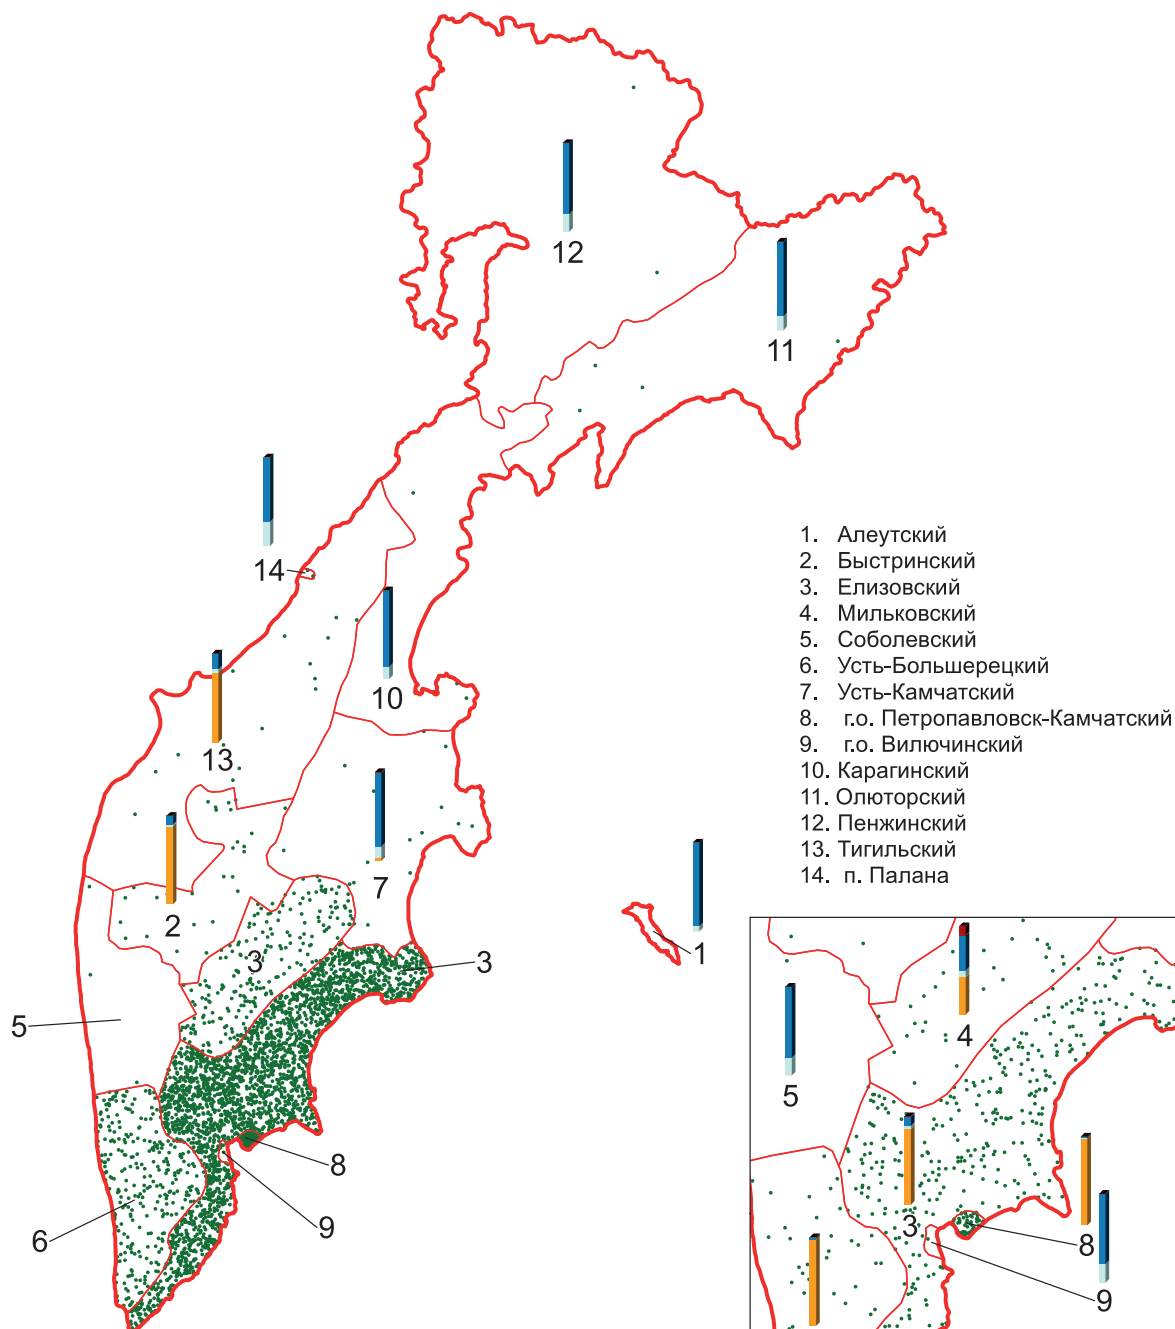 12
11
14
10
13
7
2
3
3
1
5
8
9
6
1. Алеутский
2. Быстринский
3. Елизовский
4. Мильковский
5. Соболевский
6. Усть-Большерецкий
7. Усть-Камчатский
8. г.о. Петропавловск-Камчатский
9. г.о. Вилючинский
10. Карагинский
11. Олюторский
12. Пенжинский
13. Тигильский
14. п. Палана
4
5
3
8
9